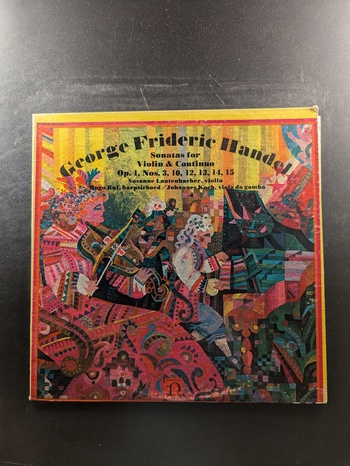 George Frideric Handel
Sonatas for
Violin & Continuo
Op. 1, Nos. 3, 10, 12, 13, 14, 15
Susanne Lautenbacher, violin
Hugo Ruf, harpsichord / Johannes Koch, viola da gamba